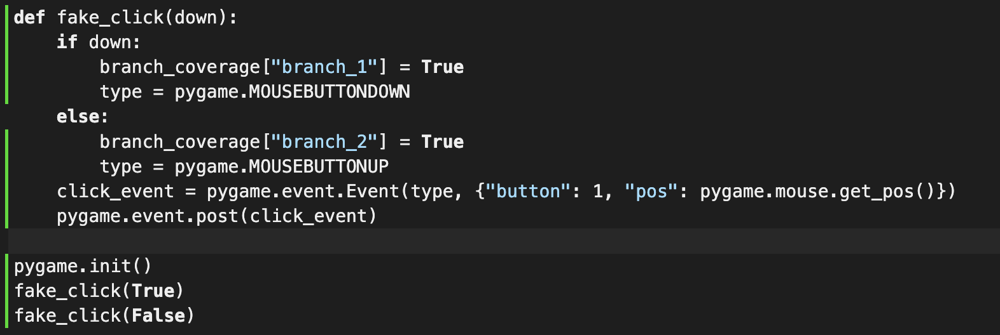 def fake_click(down):
    if down:
        branch_coverage["branch_1"] = True
        type = pygame.MOUSEBUTTONDOWN
    else:
        branch_coverage["branch_2"] = True
        type = pygame.MOUSEBUTTONUP
    click_event = pygame.event.Event(type, {"button": 1, "pos": pygame.mouse.get_pos()})
    pygame.event.post(click_event)

pygame.init()
fake_click(True)
fake_click(False)